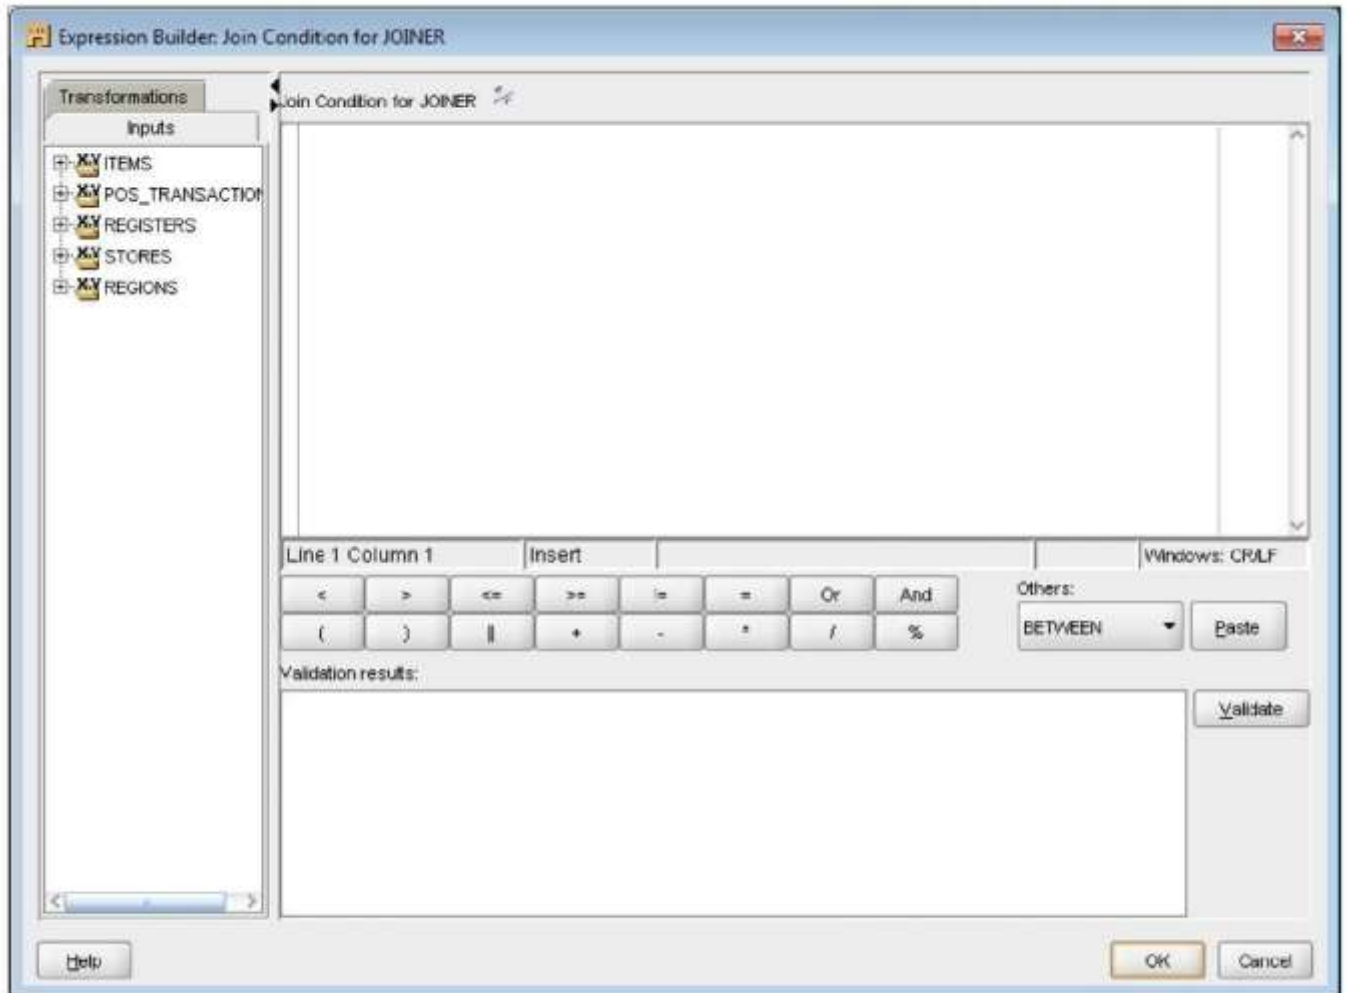 Expression Builder: Join Condition for JOINER
Transformations
Inputs
ITEMS
POS_TRANSACTION
REGISTERS
STORES
REGIONS
Join Condition for JOINER
Line 1 Column 1 Insert Windows: CR/LF
< > <= >= != = Or And
( ) || + - * / %
Others:
BETWEEN
Paste
Validation results:
Validate
Help
OK Cancel